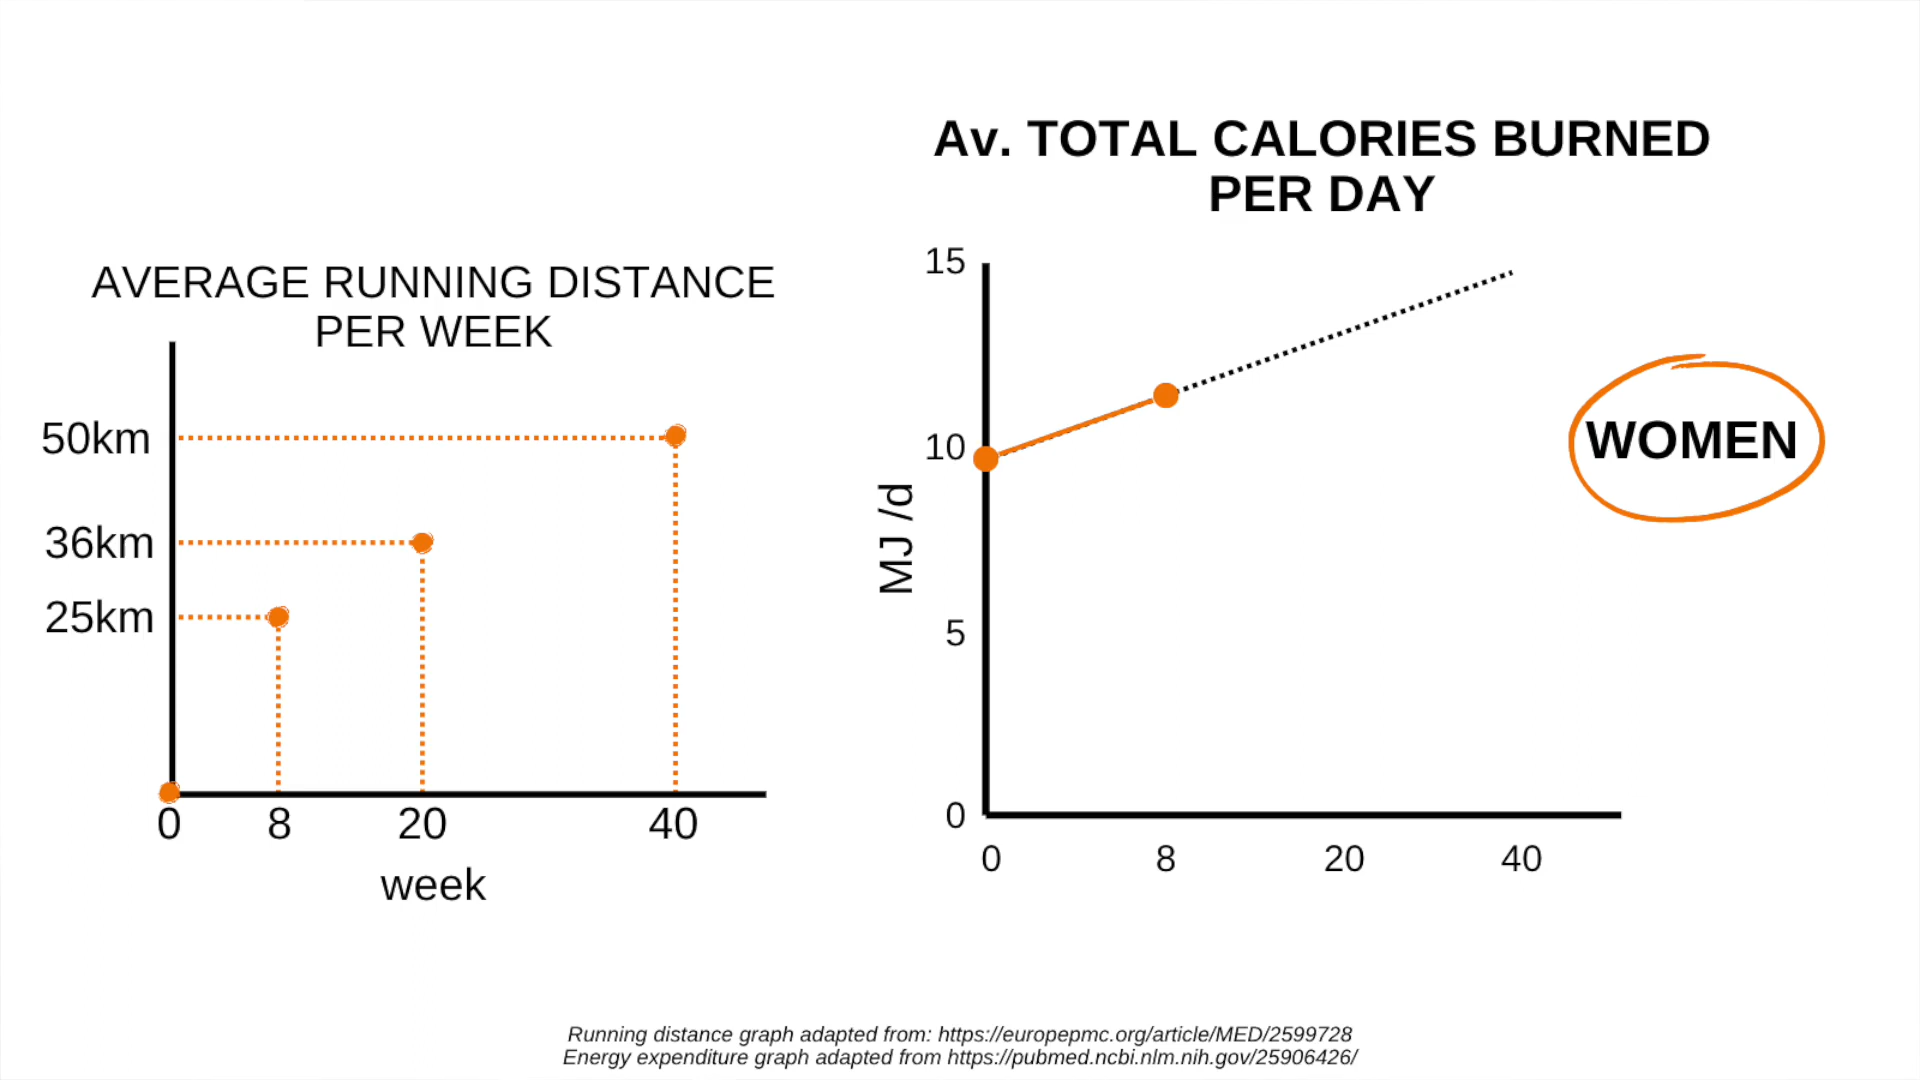 AVERAGE RUNNING DISTANCE
PER WEEK
50km
36km
25km
0 8 20 40
week
Av. TOTAL CALORIES BURNED
PER DAY
15
10
5
0
MJ /d
0 8 20 40
WOMEN
Running distance graph adapted from: https://europepmc.org/article/MED/2599728
Energy expenditure graph adapted from https://pubmed.ncbi.nlm.nih.gov/25906426/